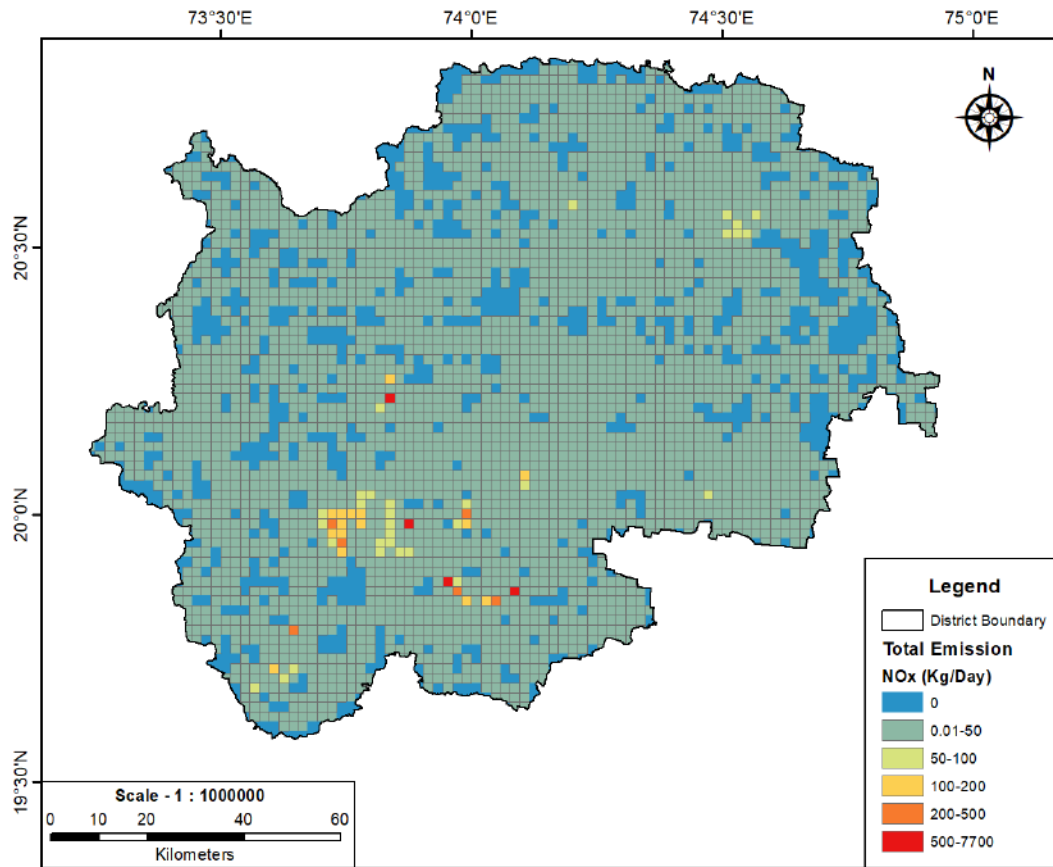 73°30'E 74°0'E 74°30'E 75°0'E
N
20°30'N
20°0'N
19°30'N
Legend
District Boundary
Total Emission
NOx (Kg/Day)
0
0.01-50
50-100
100-200
200-500
500-7700
Scale - 1 : 1000000
0 10 20 40 60
Kilometers